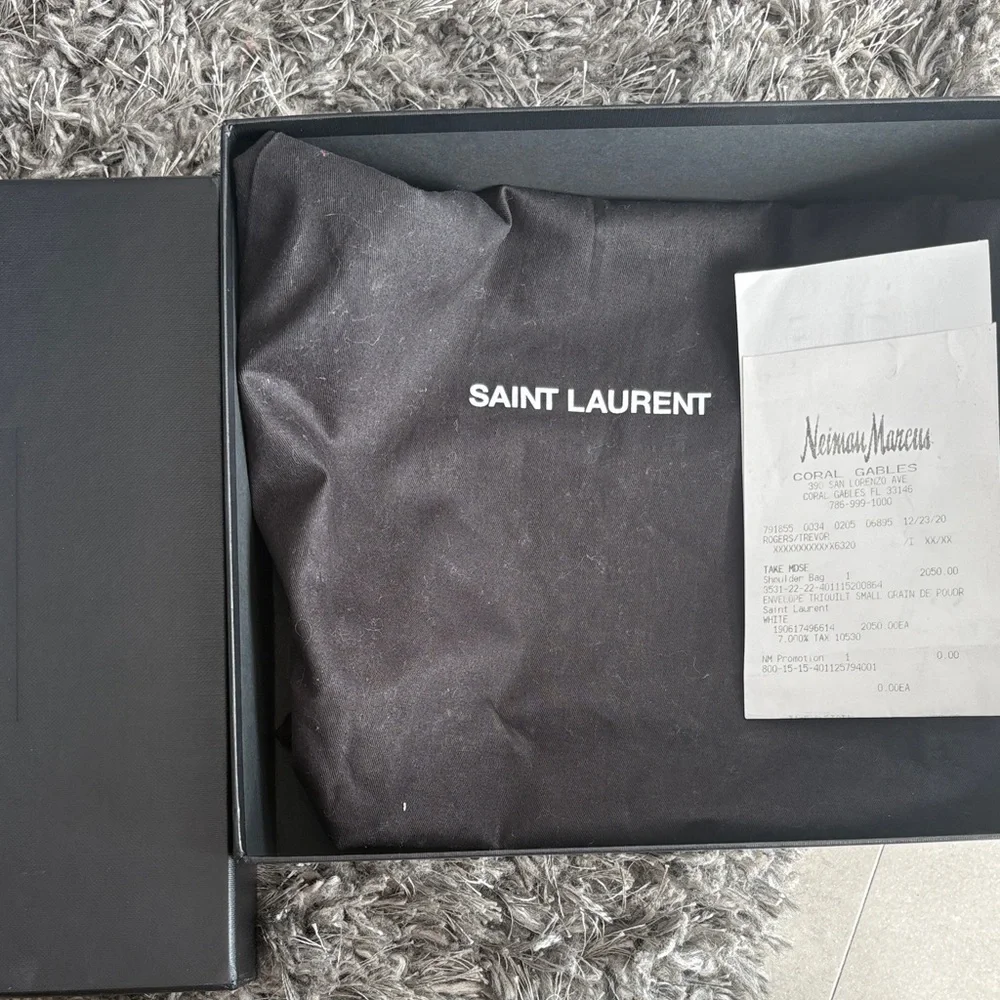 SAINT LAURENT
Neiman Marcus
CORAL GABLES
390 SAN LORENZO AVE
CORAL GABLES FL 33146
786-999-1000
791855 0034 0205 06895 12/23/20
ROGERS/TREVOR
XXXXXXXXXXXX6320 /I XX/XX
TAKE MDSE
Shoulder Bag 1 2050.00
3531-22-22-401115200864
ENVELOPE TRIQUILT SMALL GRAIN DE POUDR
Saint Laurent
WHITE
190617496614 2050.00EA
7.000% TAX 10530
NM Promotion 1 0.00
800-15-15-401125794001
0.00EA